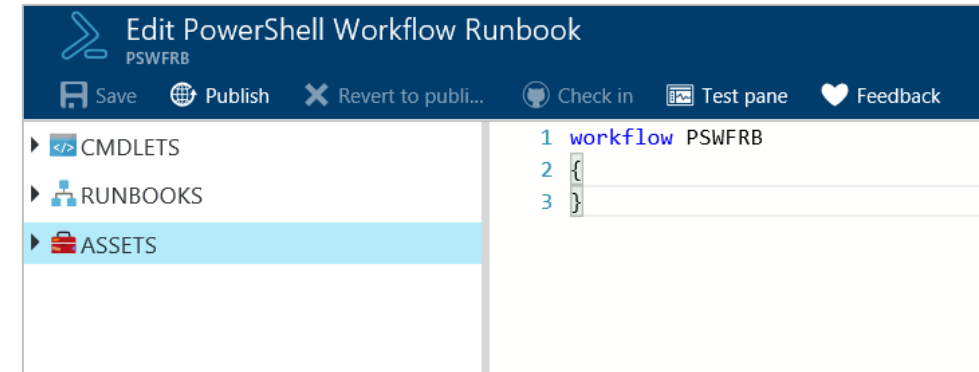 Edit PowerShell Workflow Runbook
PSWFRB
Save Publish Revert to publi... Check in Test pane Feedback
CMDLETS
RUNBOOKS
ASSETS
1 workflow PSWFRB
2 {
3 }